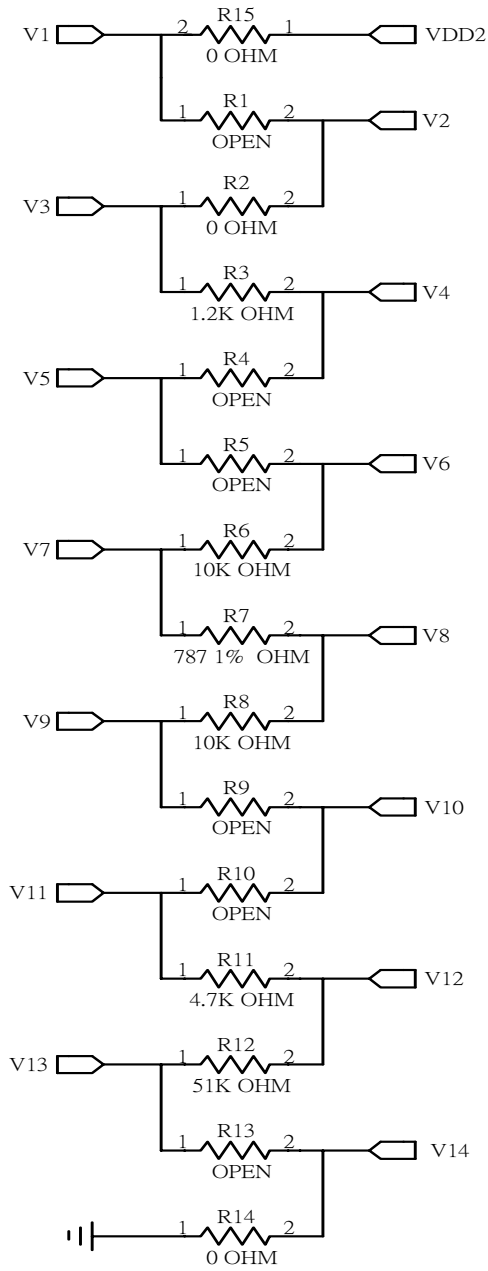 R15
V1 2 1 VDD2
0 OHM
R1
1 2 V2
OPEN
R2
V3 1 2
0 OHM
R3
1 2 V4
1.2K OHM
R4
V5 1 2
OPEN
R5
1 2 V6
OPEN
R6
V7 1 2
10K OHM
R7
1 2 V8
787 1% OHM
R8
V9 1 2
10K OHM
R9
1 2 V10
OPEN
R10
V11 1 2
OPEN
R11
1 2 V12
4.7K OHM
R12
V13 1 2
51K OHM
R13
1 2 V14
OPEN
R14
1 2
0 OHM